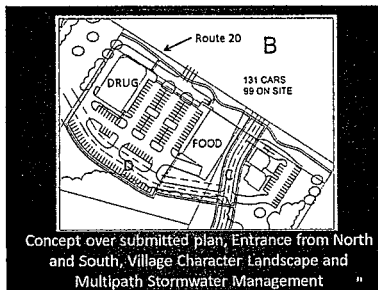 Route 20
B
131 CARS
99 ON SITE
DRUG
FOOD
Concept over submitted plan, Entrance from North
and South, Village Character Landscape and
Multipath Stormwater Management